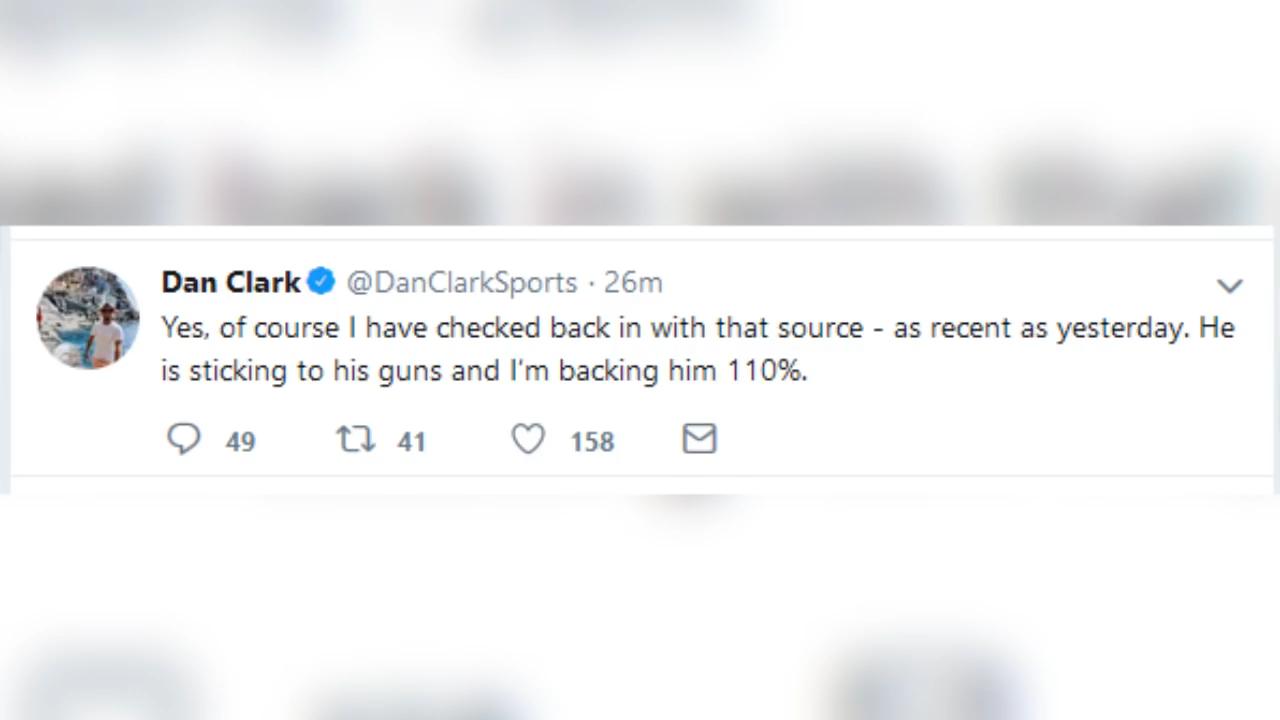 Dan Clark @DanClarkSports · 26m
Yes, of course I have checked back in with that source - as recent as yesterday. He
is sticking to his guns and I'm backing him 110%.
49 41 158